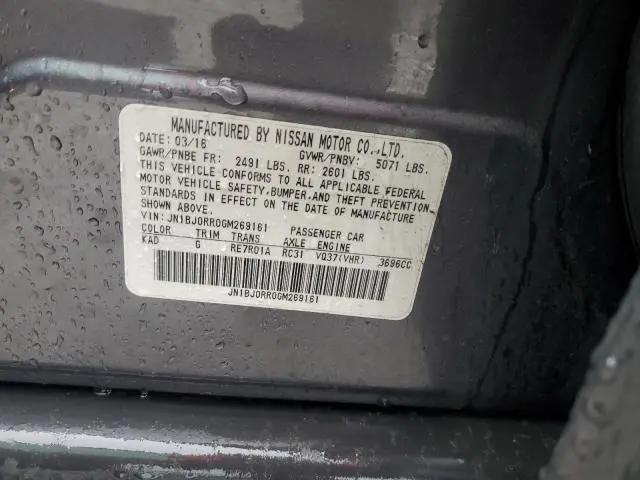 MANUFACTURED BY NISSAN MOTOR CO.,LTD.
DATE: 03/16 GVWR/PNBV: 5071 LBS.
GAWR/PNBE FR: 2491 LBS. RR: 2601 LBS.
THIS VEHICLE CONFORMS TO ALL APPLICABLE FEDERAL
MOTOR VEHICLE SAFETY,BUMPER,AND THEFT PREVENTION
STANDARDS IN EFFECT ON THE DATE OF MANUFACTURE
SHOWN ABOVE.
VIN: JN1BJ0RR0GM269161 PASSENGER CAR
COLOR TRIM TRANS AXLE ENGINE
KAD G RE7R01A RC31 VQ37(VHR) 3696CC
JN1BJ0RR0GM269161